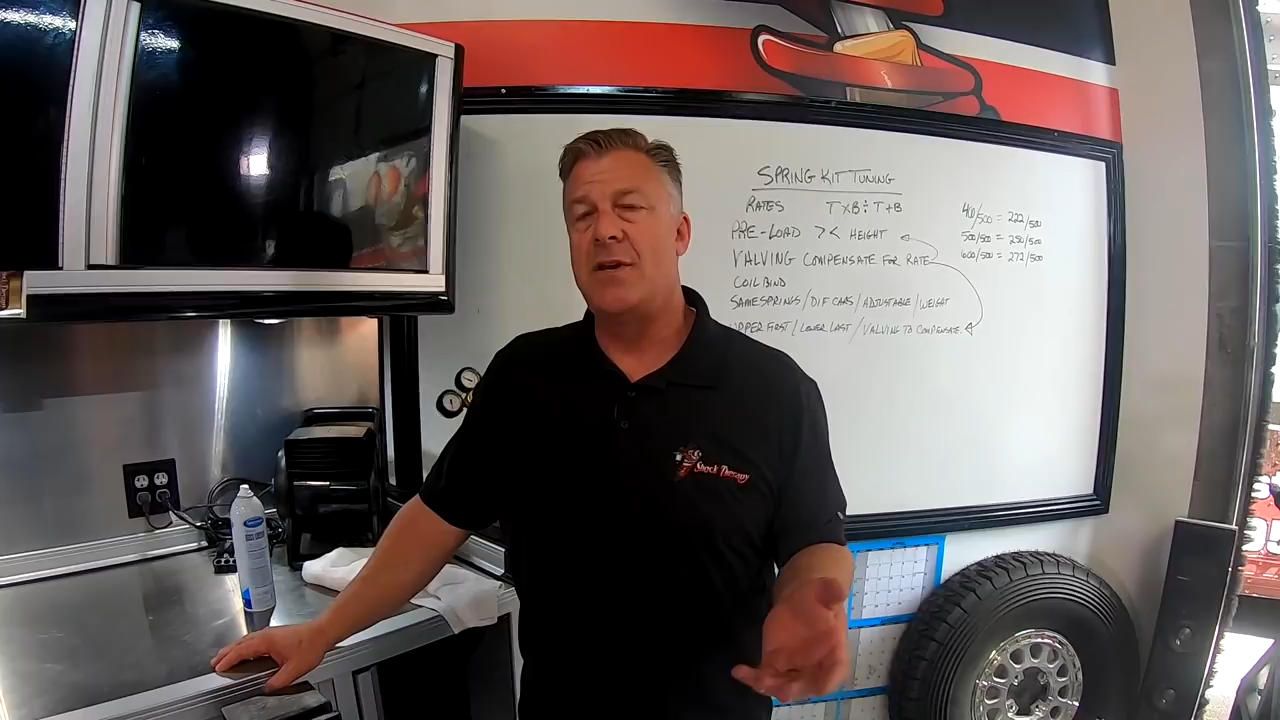 SPRING KIT TUNING
RATES T×B ÷ T+B
PRE-LOAD > < HEIGHT
VALVING COMPENSATE FOR RATE
COIL BIND
SAME SPRINGS / DIF CARS / ADJUSTABLE / WEIGHT
UPPER FIRST / LOWER LAST / VALVING TO COMPENSATE
400/500 = 222/500
500/500 = 250/500
600/500 = 272/500
Shock Therapy